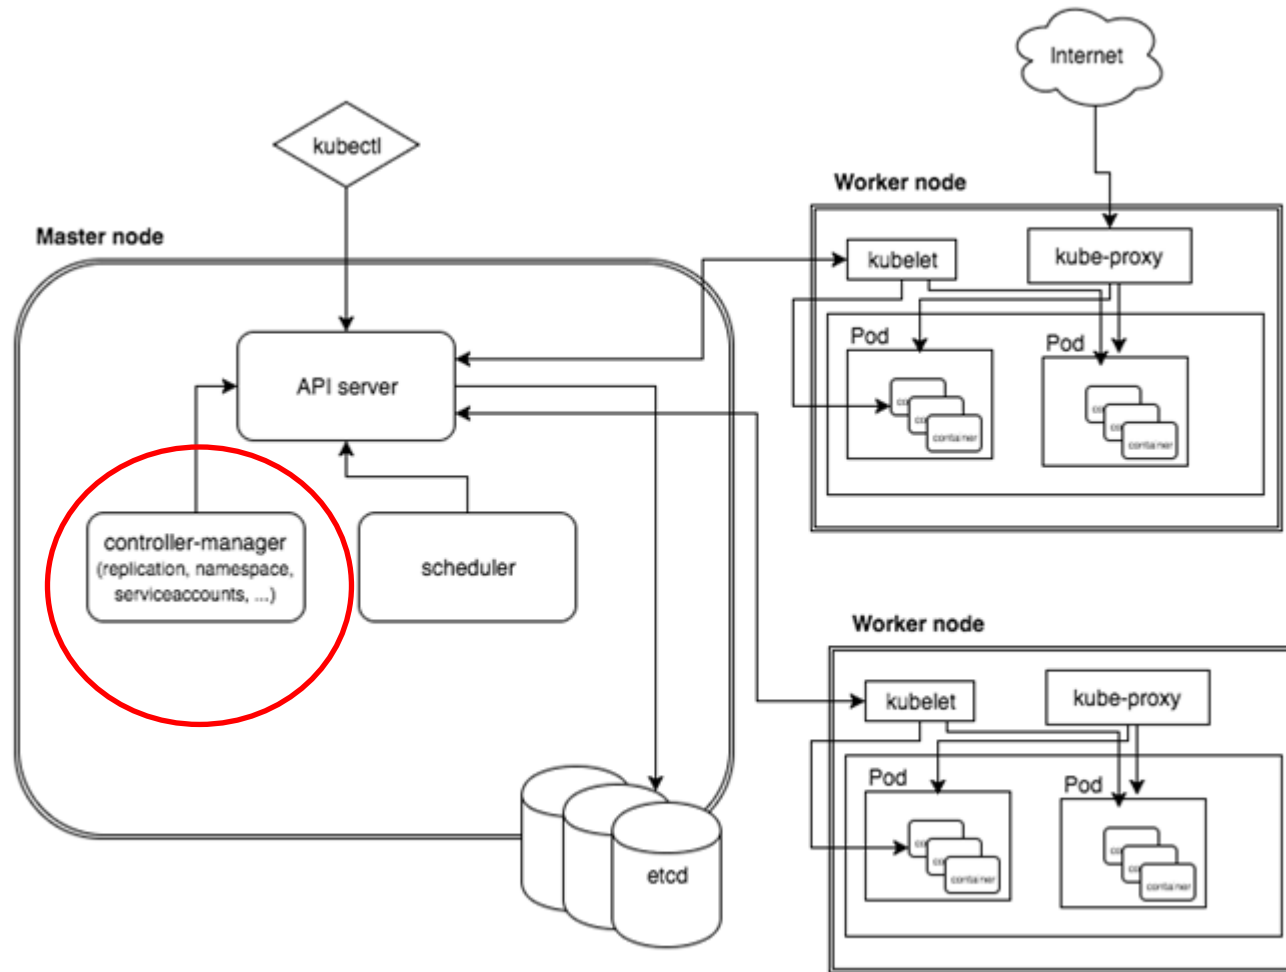 Internet
kubectl
Worker node
Master node
kubelet
kube-proxy
Pod
Pod
API server
container
container
controller-manager
(replication, namespace,
serviceaccounts, ...)
scheduler
Worker node
kubelet
kube-proxy
Pod
Pod
etcd
container
container